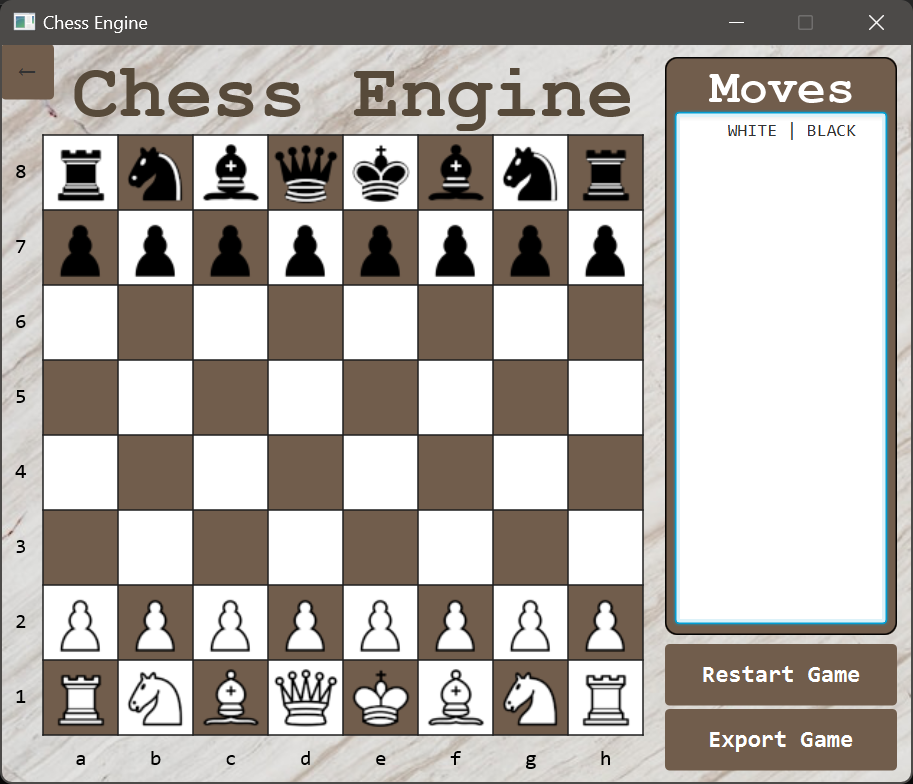 Chess Engine
←
Chess Engine
8
7
6
5
4
3
2
1
a b c d e f g h
Moves
WHITE | BLACK
Restart Game
Export Game